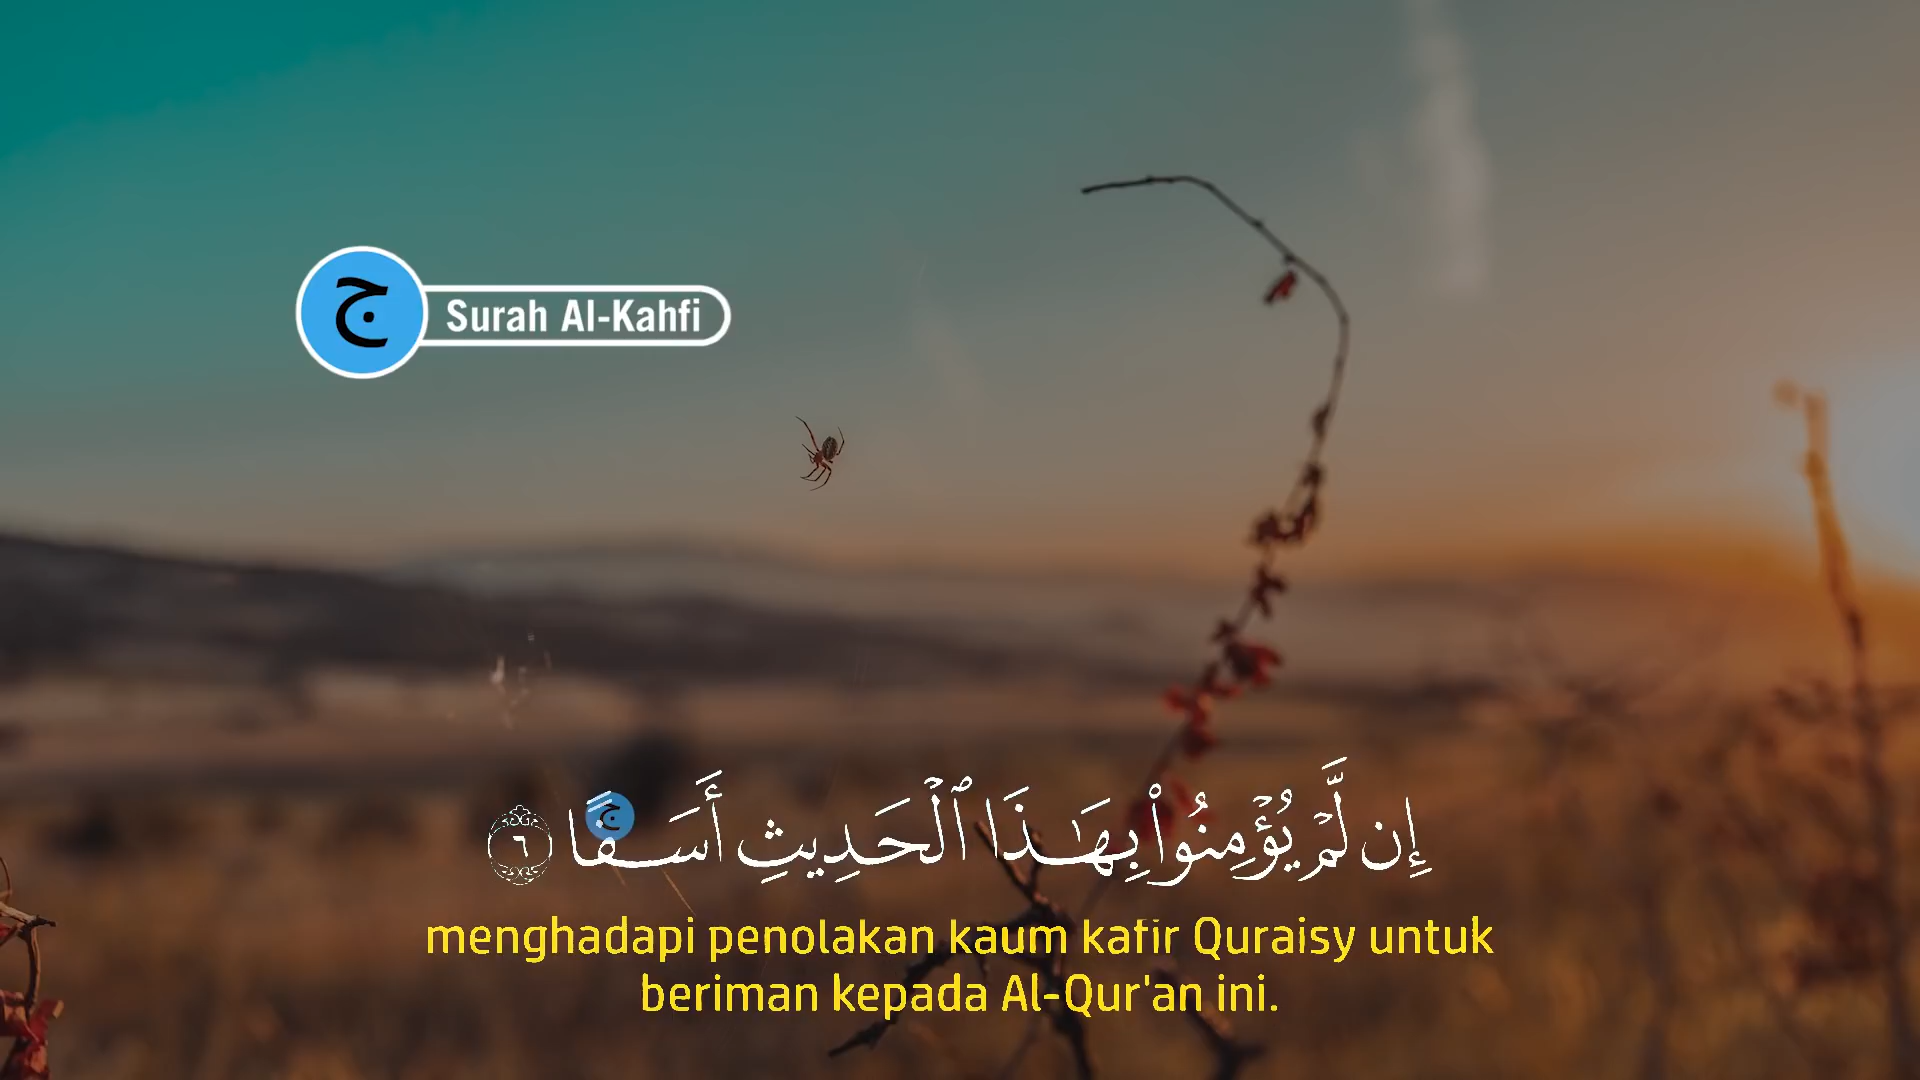 ج
Surah Al-Kahfi
إِن لَّمْ يُؤْمِنُوا۟ بِهَـٰذَا ٱلْحَدِيثِ أَسَفًا ٦
ج
menghadapi penolakan kaum kafir Quraisy untuk
beriman kepada Al-Qur'an ini.